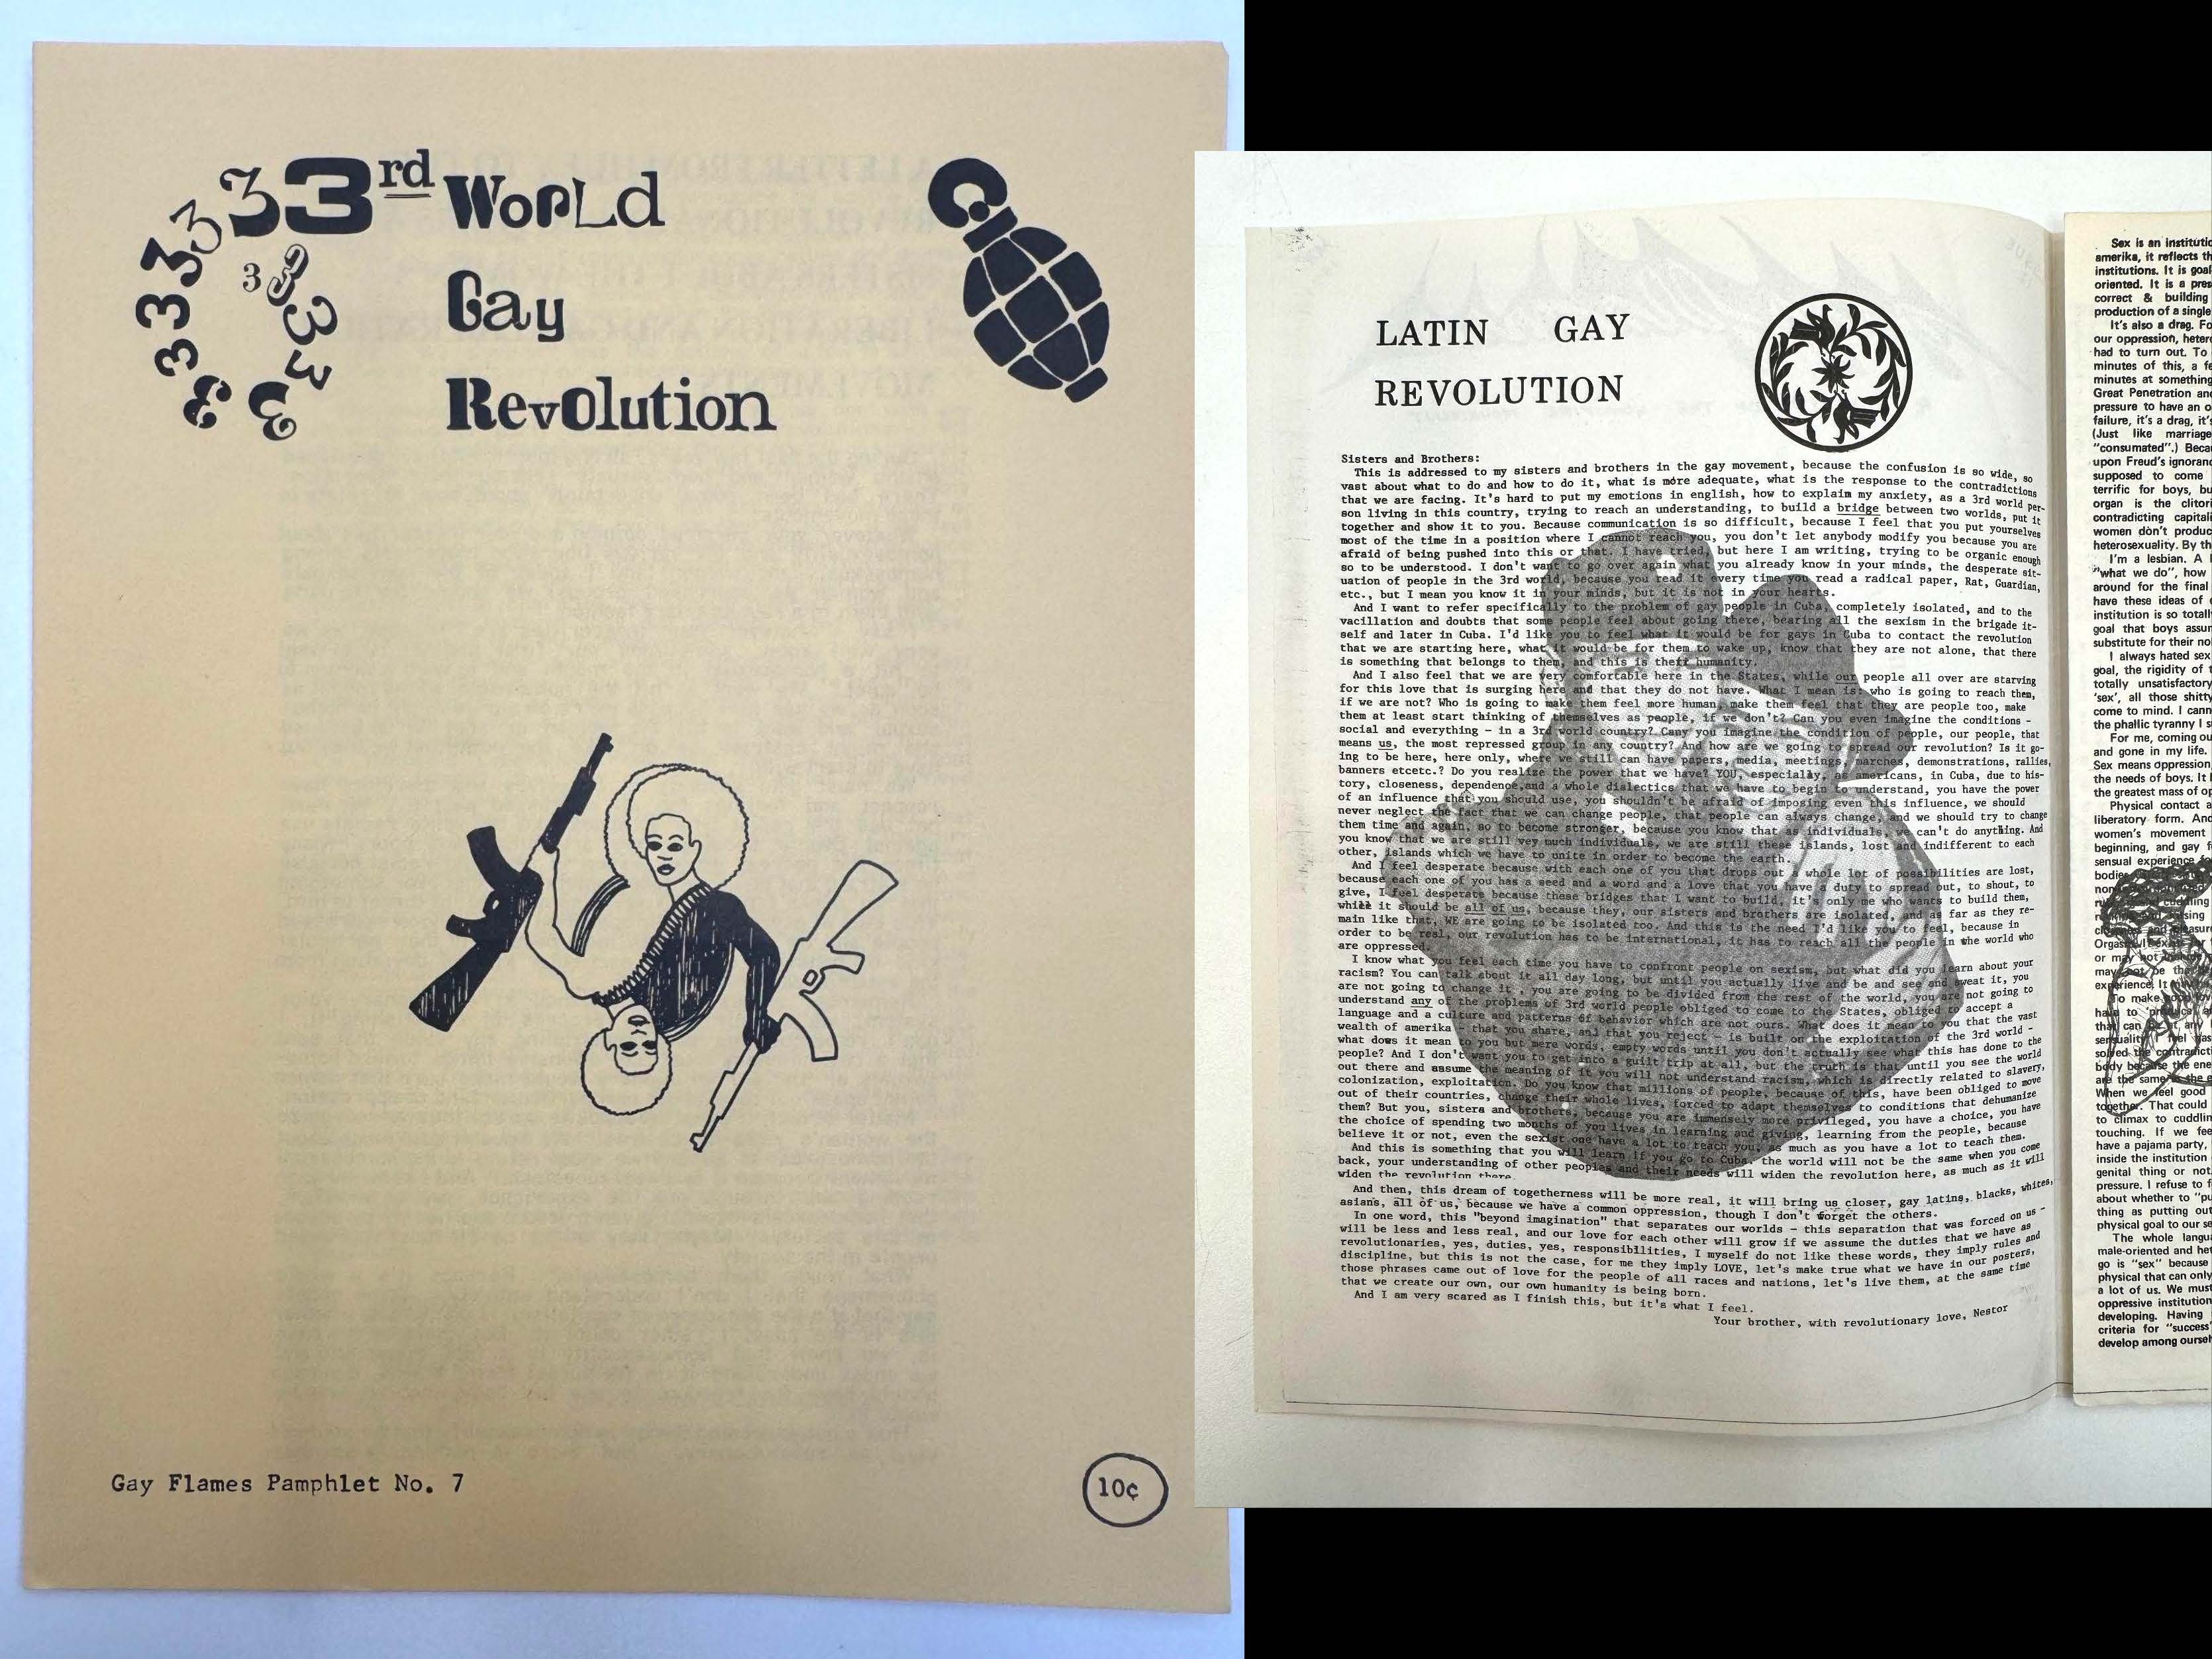 3 3 3 3 3 3 3 3 3 3 3 3 3 3rd World
Gay
Revolution
Gay Flames Pamphlet No. 7
10¢
LATIN GAY
REVOLUTION
Sisters and Brothers:
This is addressed to my sisters and brothers in the gay movement, because the confusion is so wide, so
vast about what to do and how to do it, what is more adequate, what is the response to the contradictions
that we are facing. It's hard to put my emotions in english, how to explain my anxiety, as a 3rd world per-
son living in this country, trying to reach an understanding, to build a bridge between two worlds, put it
together and show it to you. Because communication is so difficult, because I feel that you put yourselves
most of the time in a position where I cannot reach you, you don't let anybody modify you because you are
afraid of being pushed into this or that. I have tried, but here I am writing, trying to be organic enough
so to be understood. I don't want to go over again what you already know in your minds, the desperate sit-
uation of people in the 3rd world, because you read it every time you read a radical paper, Rat, Guardian,
etc., but I mean you know it in your minds, but it is not in your hearts.
And I want to refer specifically to the problem of gay people in Cuba, completely isolated, and to the
vacillation and doubts that some people feel about going there, bearing all the sexism in the brigade it-
self and later in Cuba. I'd like you to feel what it would be for gays in Cuba to contact the revolution
that we are starting here, what it would be for them to wake up, know that they are not alone, that there
is something that belongs to them, and this is their humanity.
And I also feel that we are very comfortable here in the States, while our people all over are starving
for this love that is surging here and that they do not have. What I mean is: who is going to reach them,
if we are not? Who is going to make them feel more human, make them feel that they are people too, make
them at least start thinking of themselves as people, if we don't? Can you even imagine the conditions -
social and everything - in a 3rd world country? Cany you imagine the condition of people, our people, that
means us, the most repressed group in any country? And how are we going to spread our revolution? Is it go-
ing to be here, here only, where we still can have papers, media, meetings, marches, demonstrations, rallies,
banners etcetc.? Do you realize the power that we have? YOU, especially, as americans, in Cuba, due to his-
tory, closeness, dependence, and a whole dialectics that we have to begin to understand, you have the power
of an influence that you should use, you shouldn't be afraid of imposing even this influence, we should
never neglect the fact that we can change people, that people can always change, and we should try to change
them time and again, so to become stronger, because you know that as individuals, we can't do anything. And
you know that we are still vey much individuals, we are still these islands, lost and indifferent to each
other, islands which we have to unite in order to become the earth.
And I feel desperate because with each one of you that drops out a whole lot of possibilities are lost,
because each one of you has a seed and a word and a love that you have the duty to spread out, to shout, to
give, I feel desperate because these bridges that I want to build, it's only me who wants to build them,
while it should be all of us, because they, our sisters and brothers are isolated, and as far as they re-
main like that, WE are going to be isolated too. And this is the need I'd like you to feel, because in
order to be real, our revolution has to be international, it has to reach all the people in the world who
are oppressed.
I know what you feel each time you have to confront people on sexism, but what did you learn about your
racism? You can talk about it all day long, but until you actually live and be and see and sweat it, you
are not going to change it, you are going to be divided from the rest of the world, you are not going to
understand any of the problems of 3rd world people obliged to come to the States, obliged to accept a
language and a culture and patterns of behavior which are not ours. What does it mean to you that the vast
wealth of amerika - that you share, and that you reject - is built on the exploitation of the 3rd world -
what does it mean to you but mere words, empty words until you don't actually see what this has done to the
people? And I don't want you to get into a guilt trip at all, but the truth is that until you see the world
out there and assume the meaning of it you will not understand racism, which is directly related to slavery,
colonization, exploitation. Do you know that millions of people, because of this, have been obliged to move
out of their countries, change their whole lives, forced to adapt themselves to conditions that dehumanize
them? But you, sisters and brothers, because you are immensely more privileged, you have a choice, you have
the choice of spending two months of you lives in learning and giving, learning from the people, because
believe it or not, even the sexist one have a lot to teach you, as much as you have a lot to teach them.
And this is something that you will learn if you go to Cuba, the world will not be the same when you come
back, your understanding of other peoples and their needs will widen the revolution here, as much as it will
widen the revolution there.
And then, this dream of togetherness will be more real, it will bring us closer, gay latins, blacks, whites,
asians, all of us, because we have a common oppression, though I don't forget the others.
In one word, this "beyond imagination" that separates our worlds - this separation that was forced on us -
will be less and less real, and our love for each other will grow if we assume the duties that we have as
revolutionaries, yes, duties, yes, responsibilities, I myself do not like these words, they imply rules and
discipline, but this is not the case, for me they imply LOVE, let's make true what we have in our posters,
those phrases came out of love for the people of all races and nations, let's live them, at the same time
that we create our own, our own humanity is being born.
And I am very scared as I finish this, but it's what I feel.
Your brother, with revolutionary love, Nestor
Sex is an
amerika, it reflects
institutions. It is goal
oriented. It is a
correct & building
production of a single
It's also a drag.
our oppression,
had to turn out. To
minutes of this, a
minutes at something
Great Penetration
pressure to have an
failure, it's a drag, it's
(Just like marriage
"consumated".)
upon Freud's
supposed to come
terrific for boys,
organ is the
contradicting
women don't
heterosexuality. By
I'm a lesbian. A
"what we do", how
around for the final
have these ideas of
institution is so
goal that boys
substitute for their
I always hated sex
goal, the rigidity of
totally
'sex', all those shitty
come to mind. I
the phallic tyranny I
For me, coming
and gone in my life.
Sex means
the needs of boys. It
the greatest mass of
Physical contact
liberatory form. And
women's movement
beginning, and gay
sensual experience
To make
When we feel good
together. That could
to climax to
touching. If we
have a pajama party,
inside the institution
genital thing or not,
pressure. I refuse to
about whether to
thing as putting out
physical goal to our
The whole
male-oriented and
go is "sex" because
physical that can only
a lot of us. We must
oppressive
developing. Having
criteria for "success"
develop among